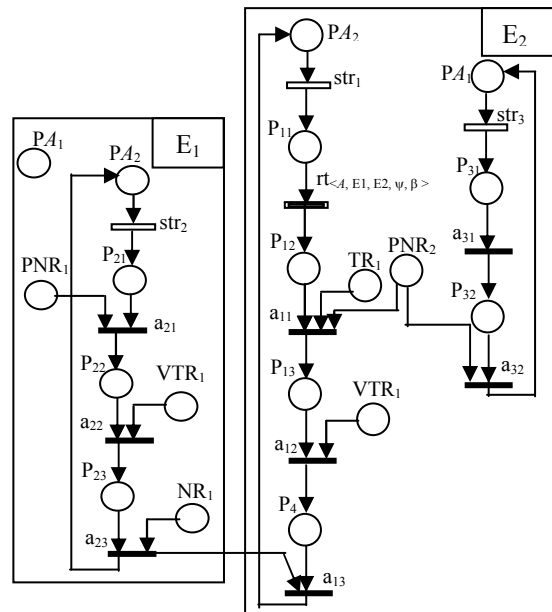 PA₂
E₂
PA₁
str₁
str₃
P₁₁
P₃₁
E₁
PA₁
PA₂
rt<A, E1, E2, ψ, β >
str₂
a₃₁
P₁₂
TR₁
PNR₂
PNR₁
P₂₁
P₃₂
a₁₁
a₂₁
P₂₂
P₁₃
a₃₂
VTR₁
VTR₁
a₂₂
a₁₂
P₂₃
NR₁
P₄
a₂₃
a₁₃